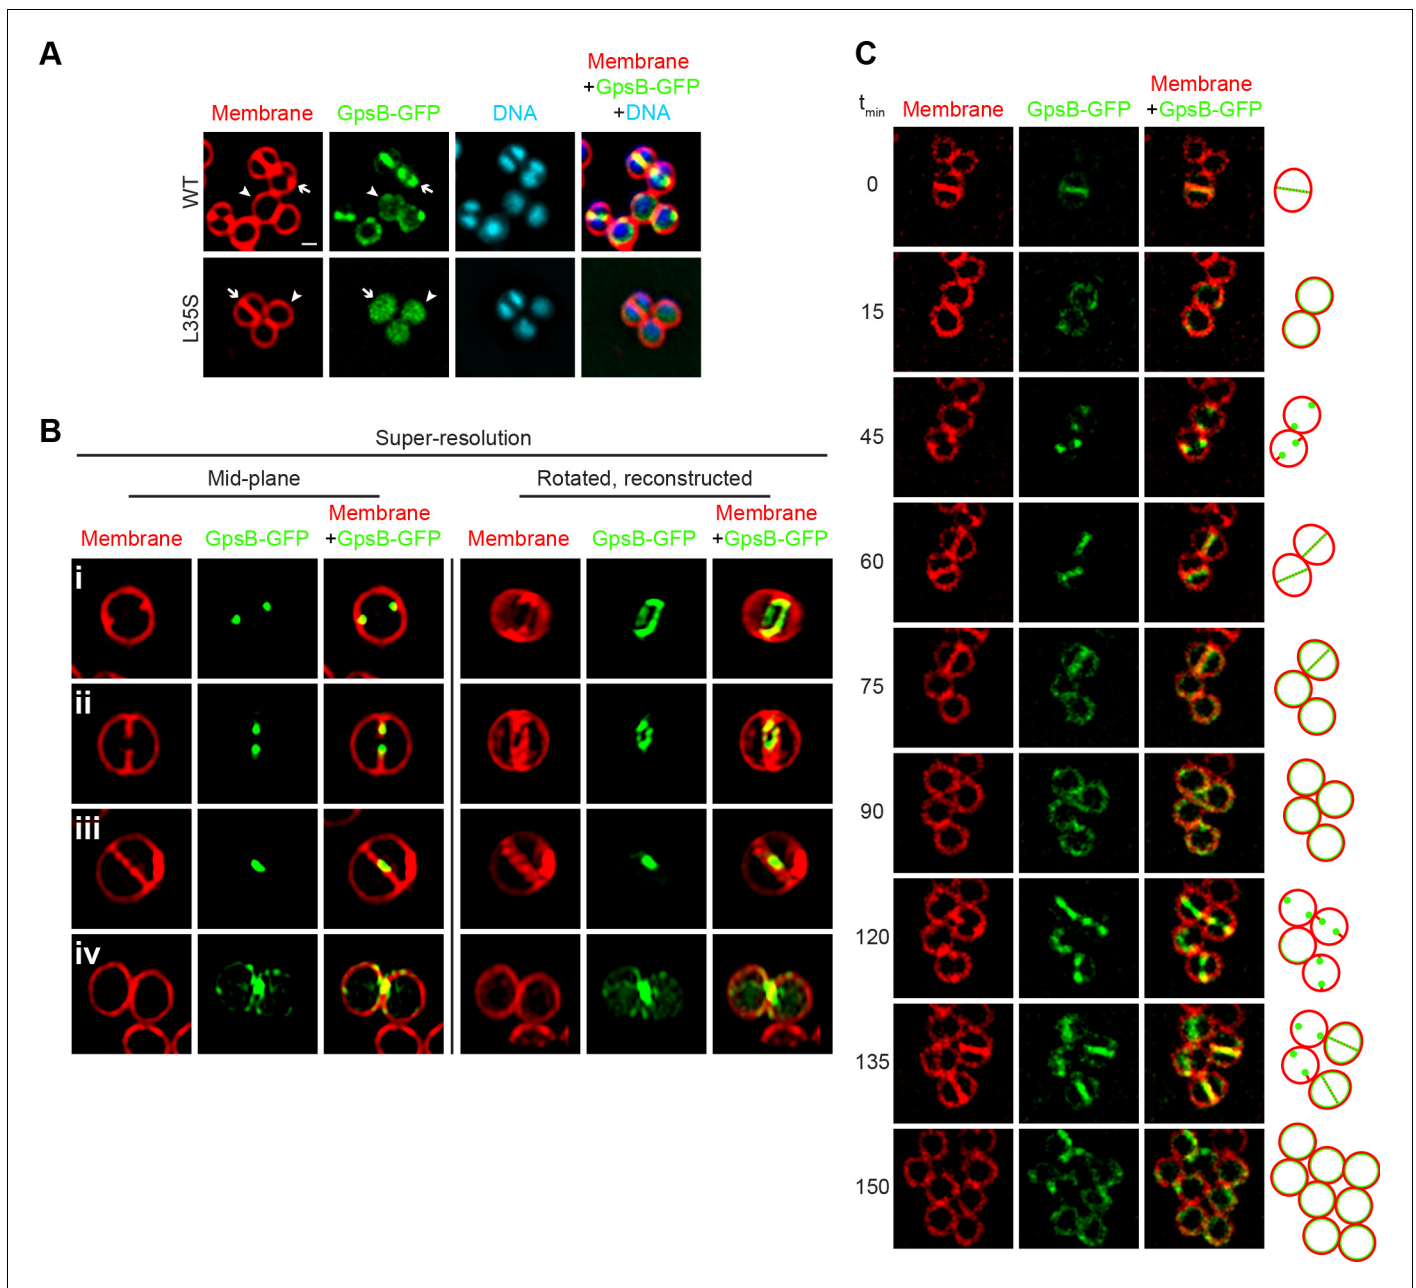 A
Membrane
+GpsB-GFP
+DNA
Membrane GpsB-GFP DNA
WT
L35S
B
Super-resolution
Mid-plane Rotated, reconstructed
Membrane Membrane
Membrane GpsB-GFP +GpsB-GFP Membrane GpsB-GFP +GpsB-GFP
i
ii
iii
iv
C
Membrane
tmin Membrane GpsB-GFP +GpsB-GFP
0
15
45
60
75
90
120
135
150